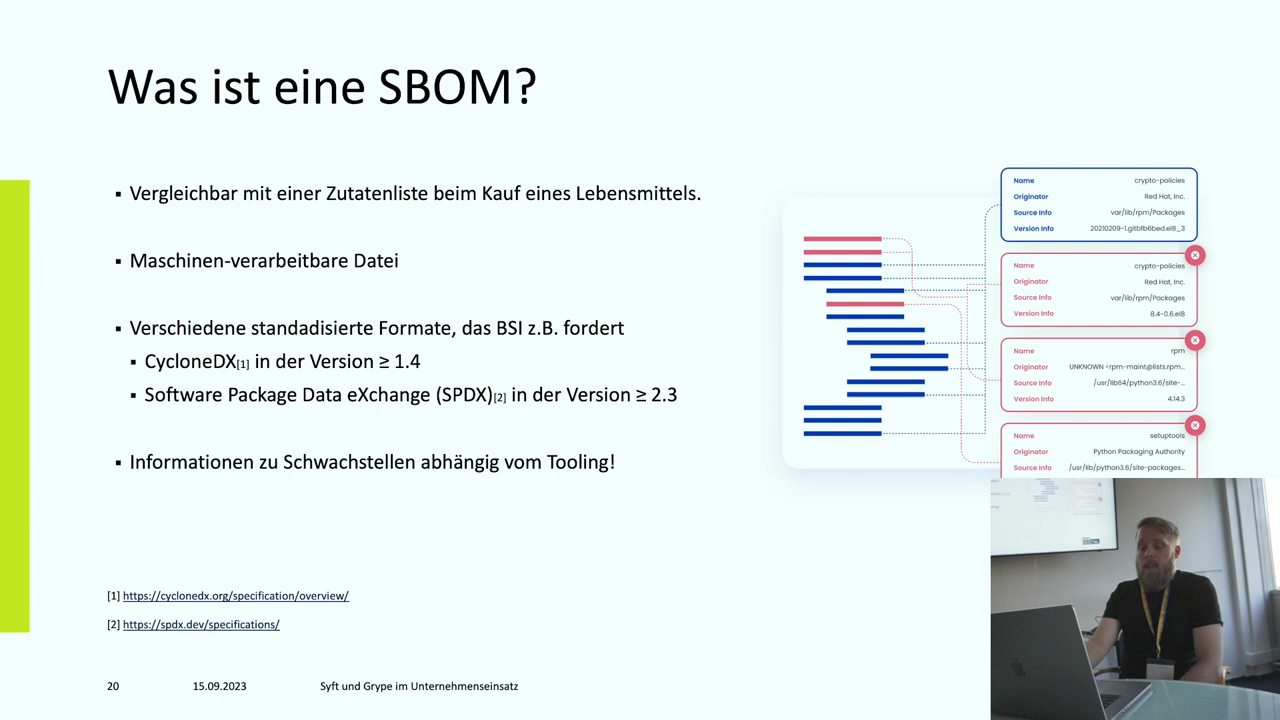 Was ist eine SBOM?
▪ Vergleichbar mit einer Zutatenliste beim Kauf eines Lebensmittels.
▪ Maschinen-verarbeitbare Datei
▪ Verschiedene standadisierte Formate, das BSI z.B. fordert
▪ CycloneDX[1] in der Version ≥ 1.4
▪ Software Package Data eXchange (SPDX)[2] in der Version ≥ 2.3
▪ Informationen zu Schwachstellen abhängig vom Tooling!
Name crypto-policies
Originator Red Hat, Inc.
Source Info var/lib/rpm/Packages
Version Info 20210209-1.gitbfb6bed.el8_3
Name crypto-policies
Originator Red Hat, Inc.
Source Info var/lib/rpm/Packages
Version Info 8.4-0.6.el8
Name rpm
Originator UNKNOWN <rpm-maint@lists.rpm...
Source Info /usr/lib64/python3.6/site-...
Version Info 4.14.3
Name setuptools
Originator Python Packaging Authority
Source Info /usr/lib/python3.6/site-packages...
[1] https://cyclonedx.org/specification/overview/
[2] https://spdx.dev/specifications/
20 15.09.2023 Syft und Grype im Unternehmenseinsatz